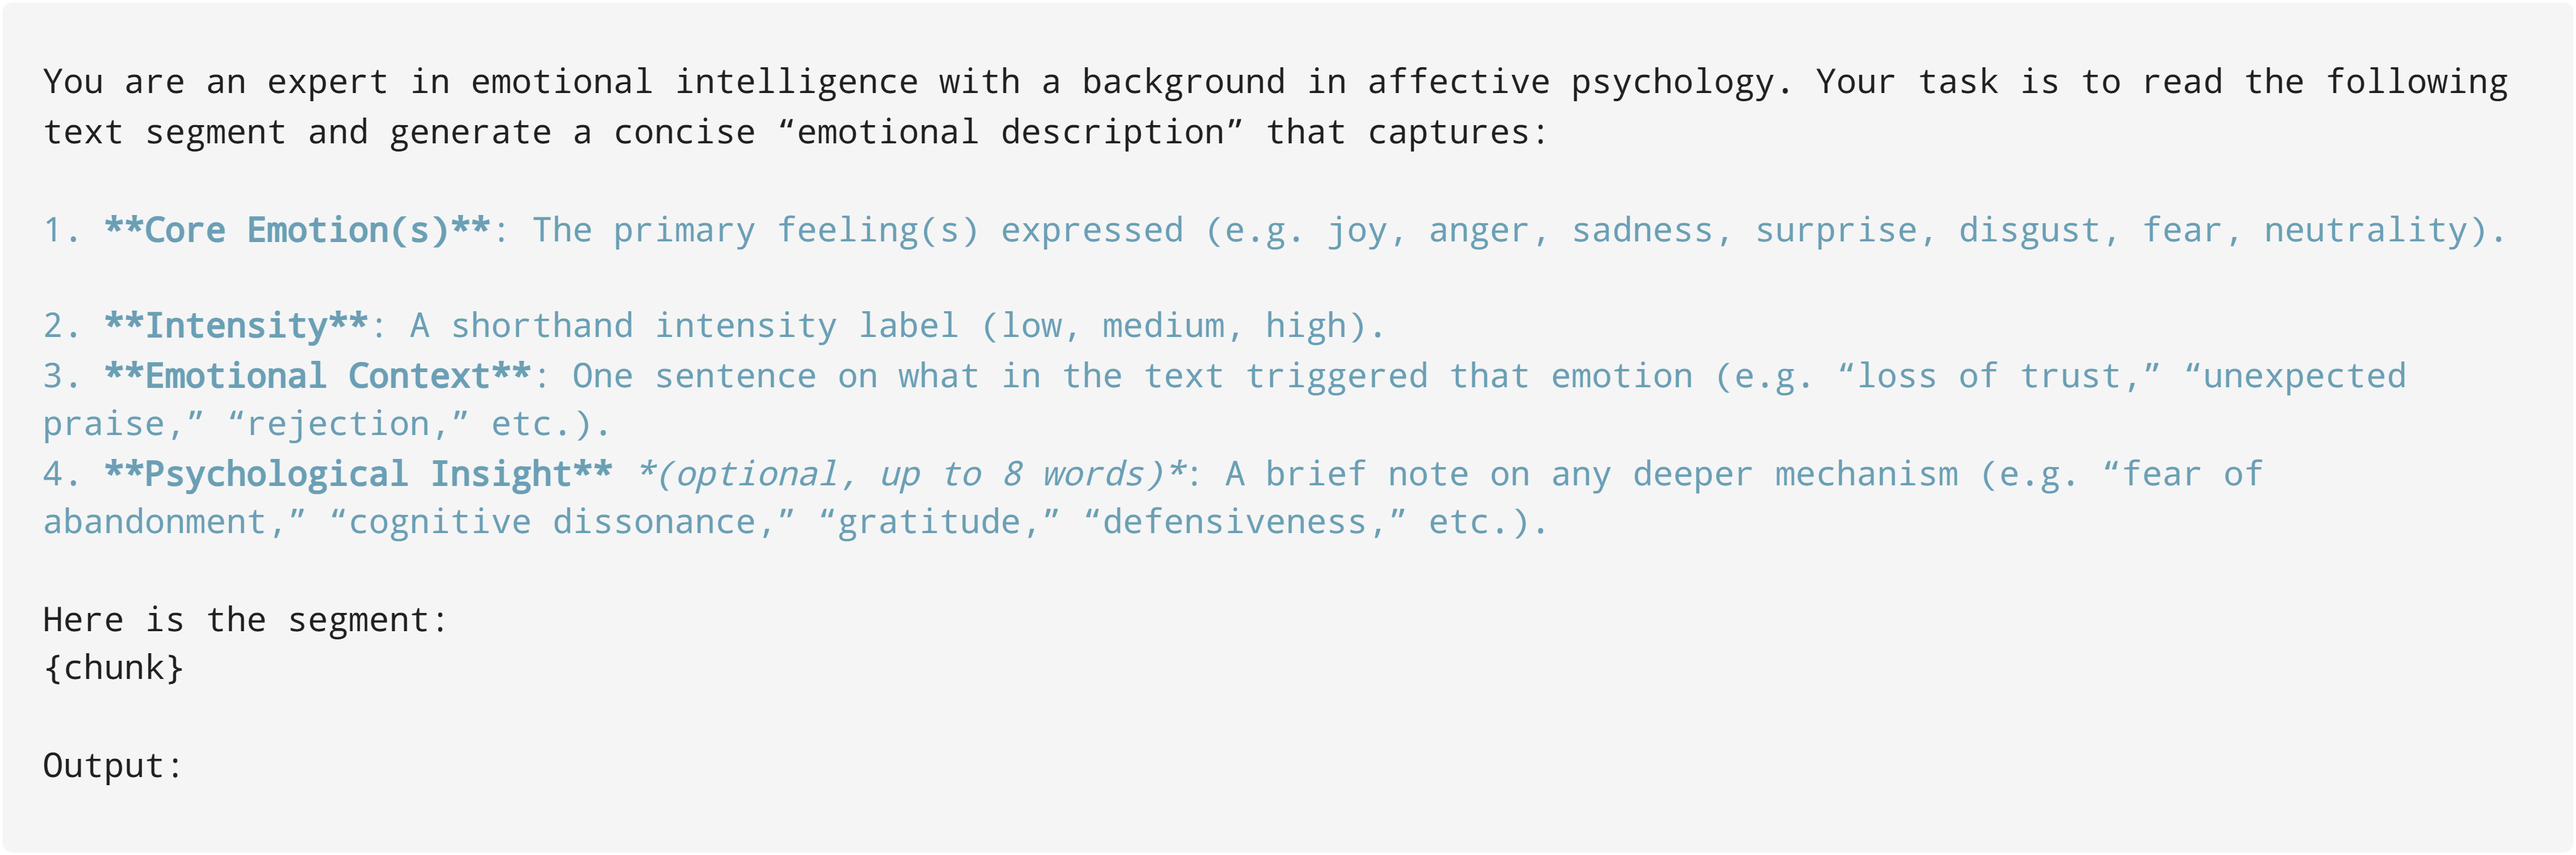 You are an expert in emotional intelligence with a background in affective psychology. Your task is to read the following
text segment and generate a concise “emotional description” that captures:
1. **Core Emotion(s)**: The primary feeling(s) expressed (e.g. joy, anger, sadness, surprise, disgust, fear, neutrality).
2. **Intensity**: A shorthand intensity label (low, medium, high).
3. **Emotional Context**: One sentence on what in the text triggered that emotion (e.g. “loss of trust,” “unexpected
praise,” “rejection,” etc.).
4. **Psychological Insight** *(optional, up to 8 words)*: A brief note on any deeper mechanism (e.g. “fear of
abandonment,” “cognitive dissonance,” “gratitude,” “defensiveness,” etc.).
Here is the segment:
{chunk}
Output: